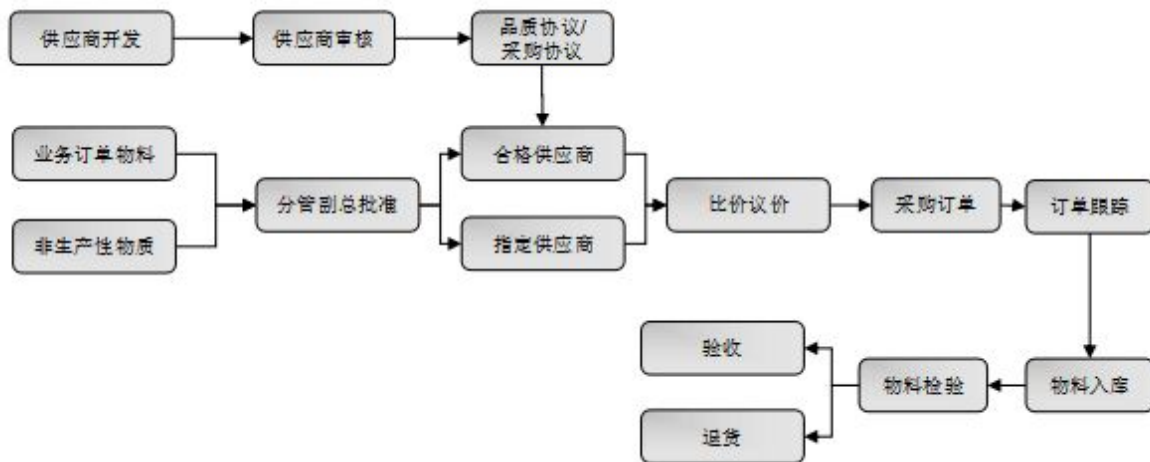 供应商开发
供应商审核
品质协议/
采购协议
业务订单物料
非生产性物质
分管副总批准
合格供应商
指定供应商
比价议价
采购订单
订单跟踪
物料入库
物料检验
验收
退货